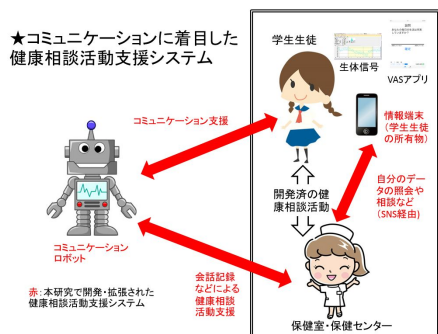 ★コミュニケーションに着目した
健康相談活動支援システム
学生生徒
生体信号
VASアプリ
コミュニケーション支援
情報端末
(学生生徒
の所有物)
開発済の健
康相談活動
自分のデー
タの照会や
相談など
(SNS経由)
コミュニケーション
ロボット
会話記録
などによる
健康相談
活動支援
赤:本研究で開発・拡張された
健康相談活動支援システム
保健室・保健センター